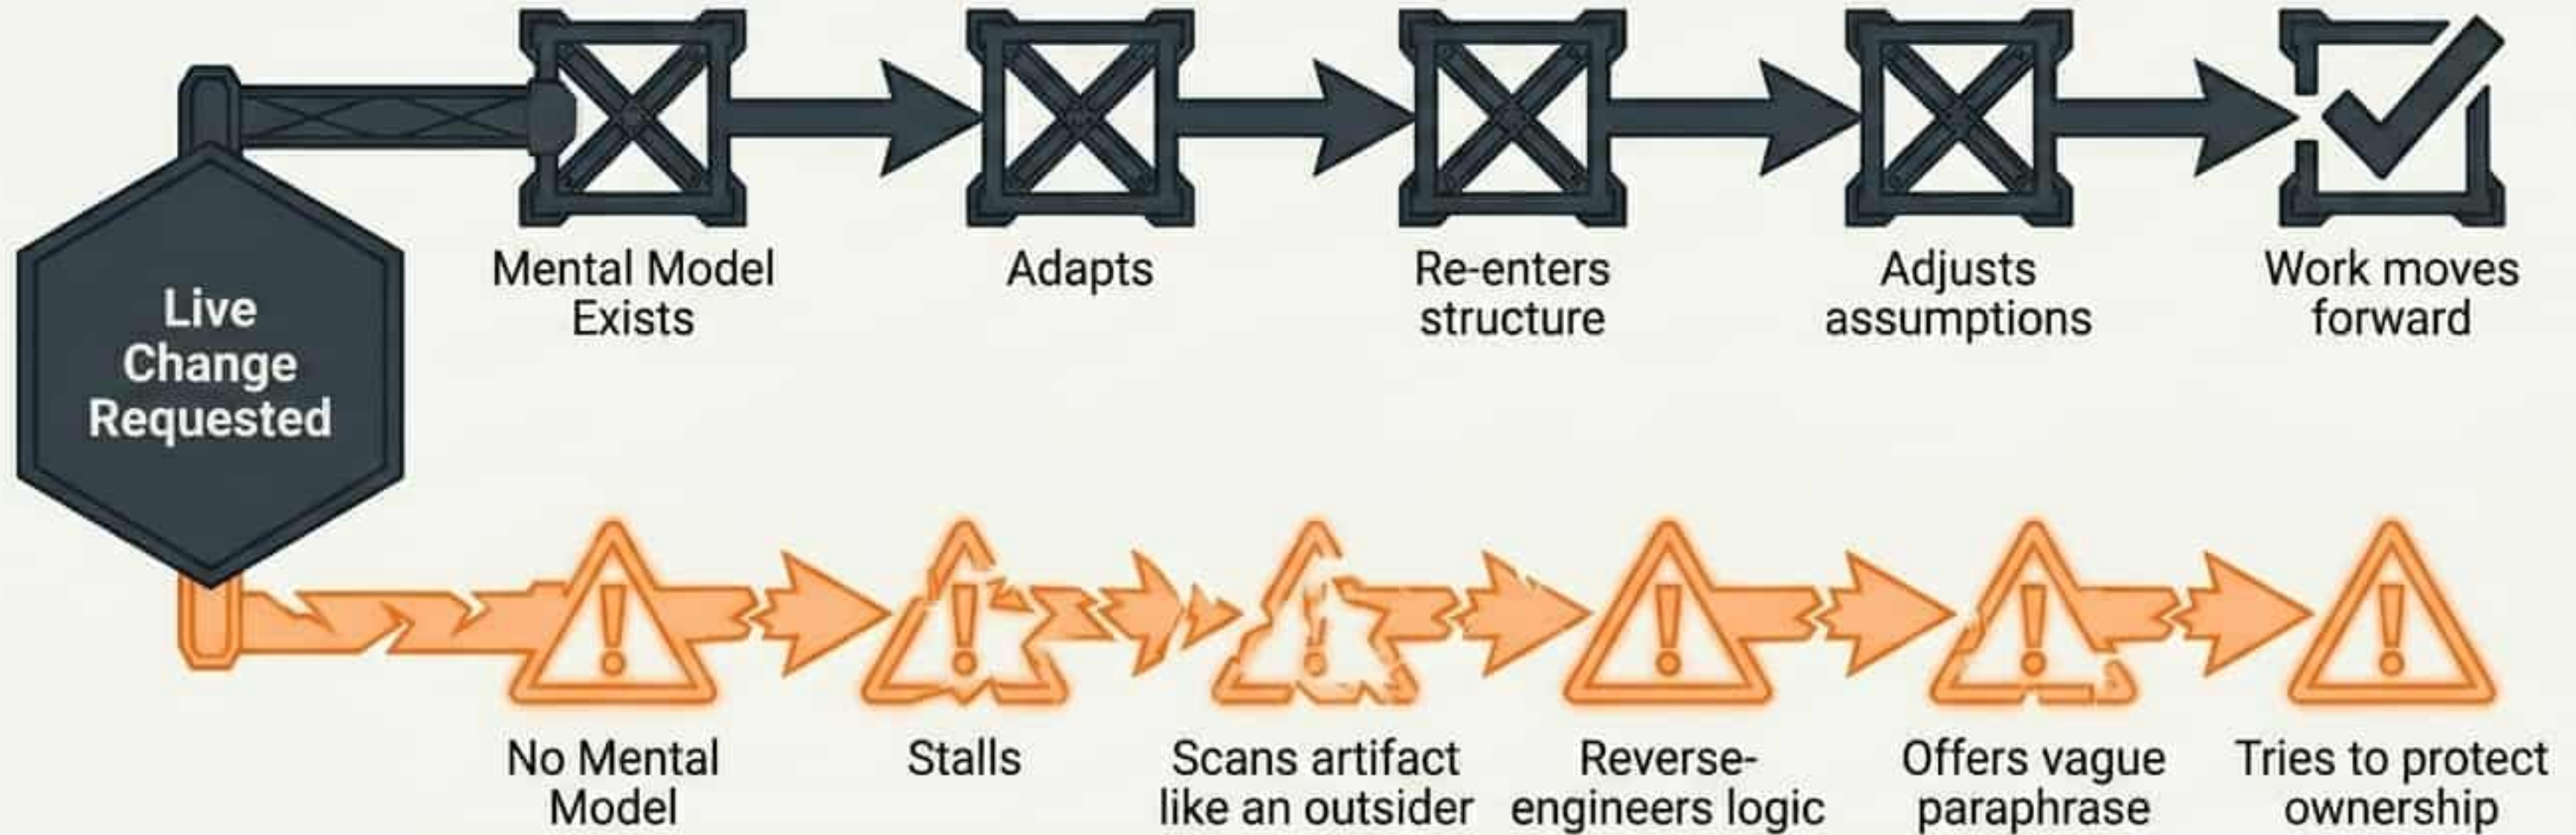 Live
Change
Requested
Mental Model
Exists
Adapts
Re-enters
structure
Adjusts
assumptions
Work moves
forward
No Mental
Model
Stalls
Scans artifact
like an outsider
Reverse-
engineers logic
Offers vague
paraphrase
Tries to protect
ownership